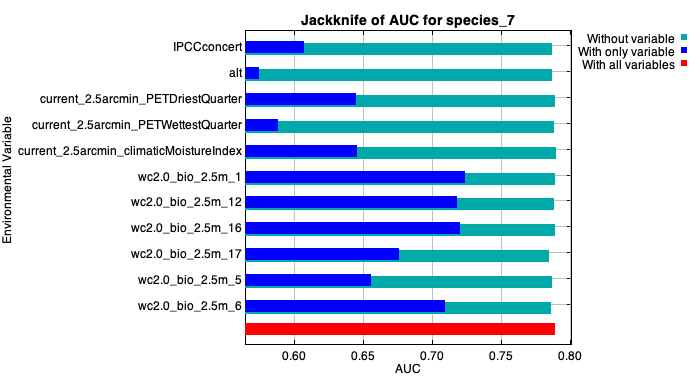 Jackknife of AUC for species_7
Without variable
With only variable
With all variables
Environmental Variable
IPCCconcert
alt
current_2.5arcmin_PETDriestQuarter
current_2.5arcmin_PETWettestQuarter
current_2.5arcmin_climaticMoistureIndex
wc2.0_bio_2.5m_1
wc2.0_bio_2.5m_12
wc2.0_bio_2.5m_16
wc2.0_bio_2.5m_17
wc2.0_bio_2.5m_5
wc2.0_bio_2.5m_6
0.60 0.65 0.70 0.75 0.80
AUC